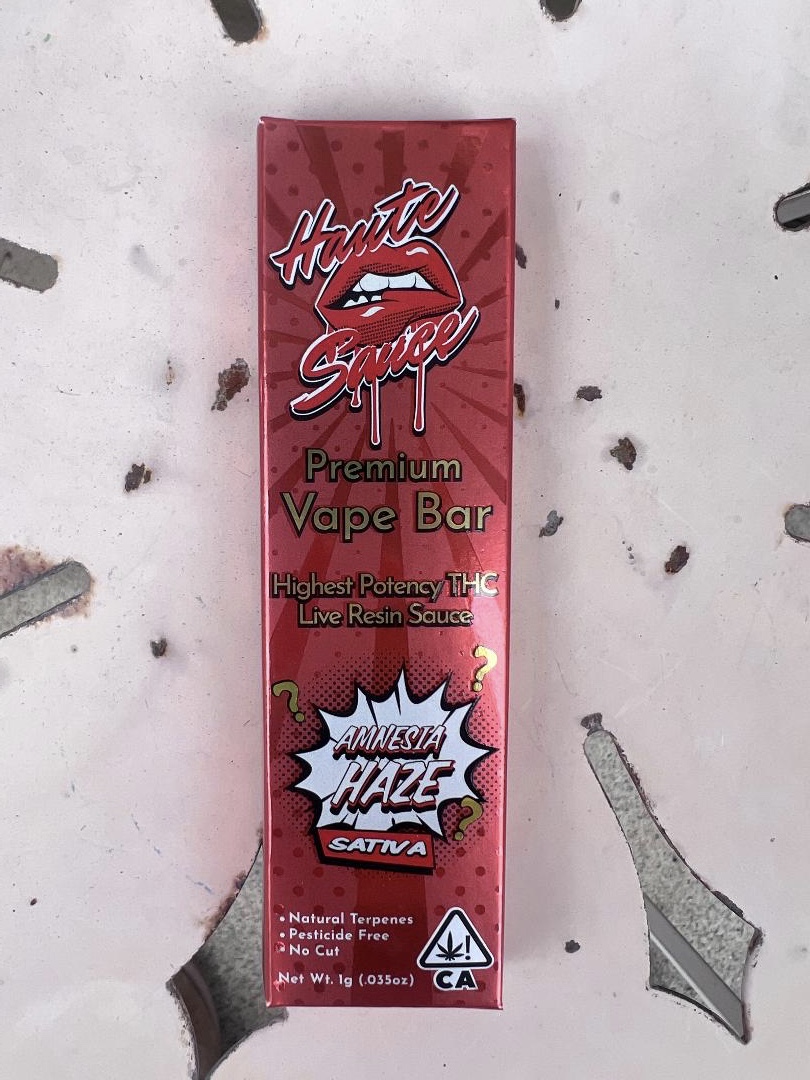 Haute
Sauce
Premium
Vape Bar
Highest Potency THC
Live Resin Sauce
?
?
AMNESIA
HAZE
?
SATIVA
• Natural Terpenes
• Pesticide Free
• No Cut
Net Wt. 1g (.035oz)
!
CA